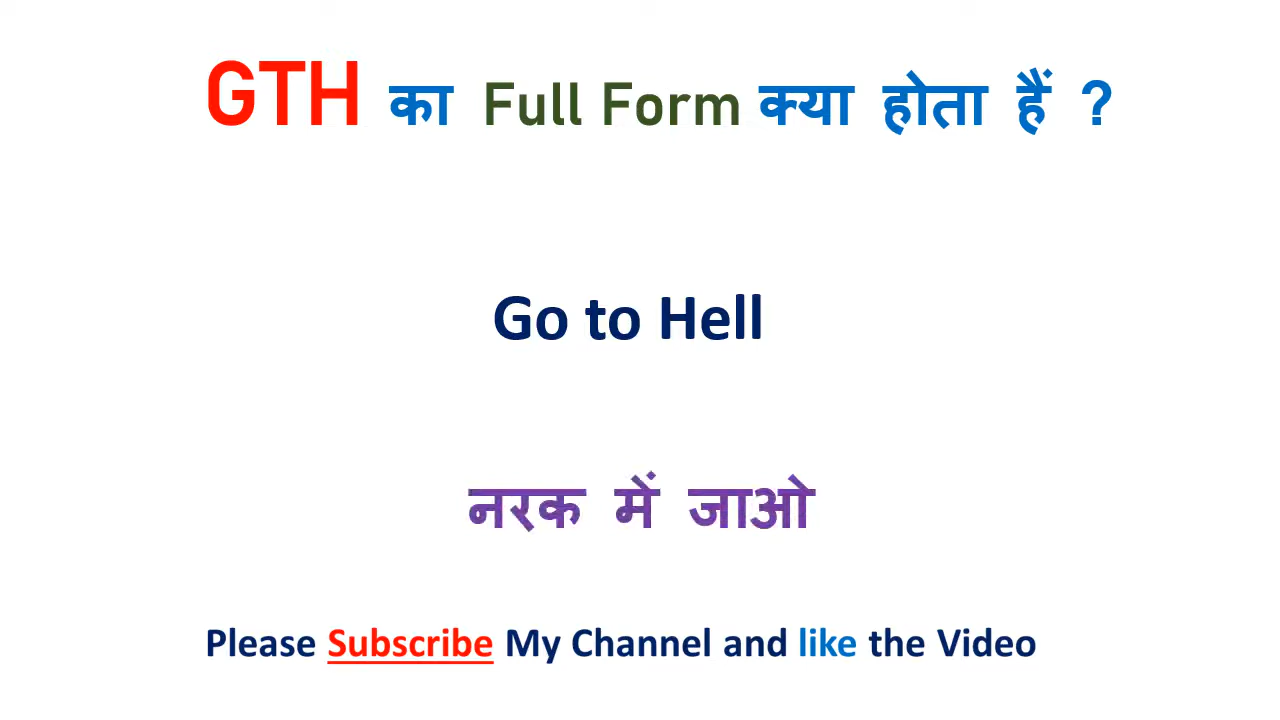 GTH का Full Form क्या होता हैं ?
Go to Hell
नरक में जाओ
Please Subscribe My Channel and like the Video